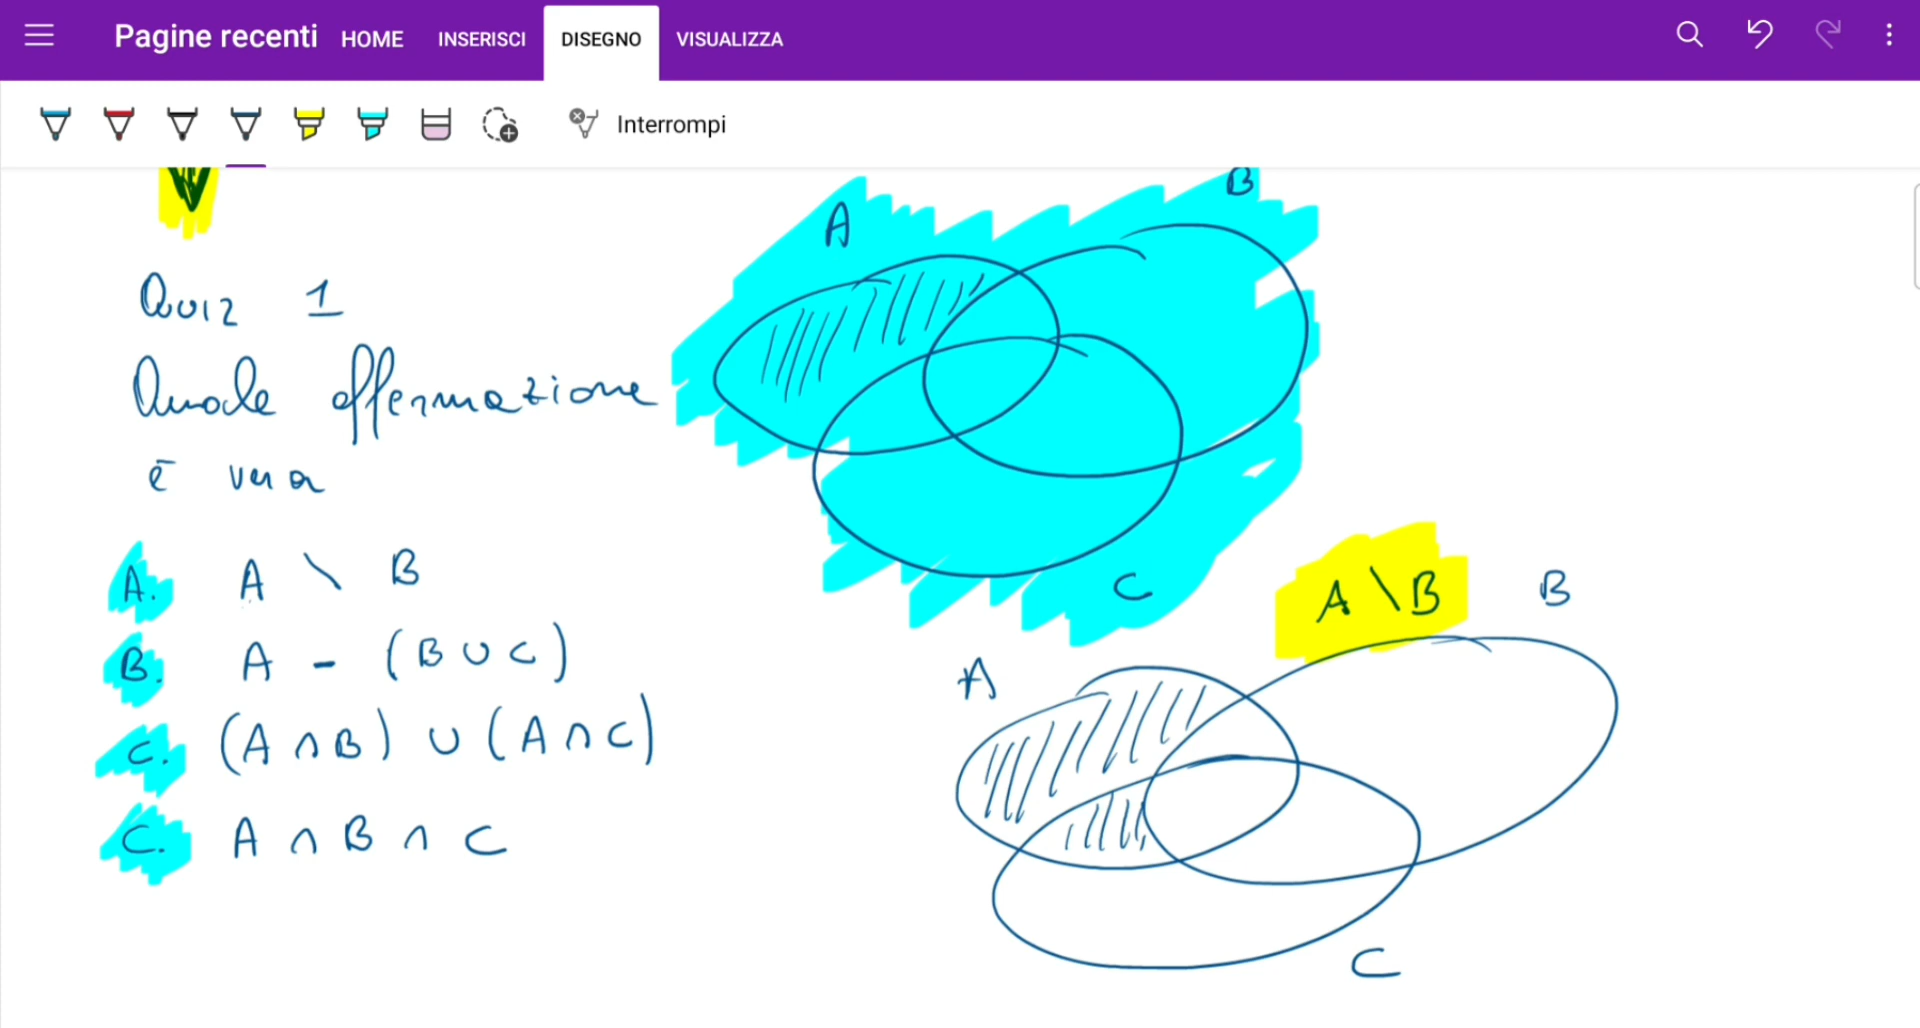 Pagine recenti HOME INSERISCI DISEGNO VISUALIZZA
Interrompi
V
Quiz 1
Quale affermazione
è vera
A. A \ B
B. A - (B ∪ C)
C. (A ∩ B) ∪ (A ∩ C)
C. A ∩ B ∩ C
A
B
C
A \ B
A
B
C